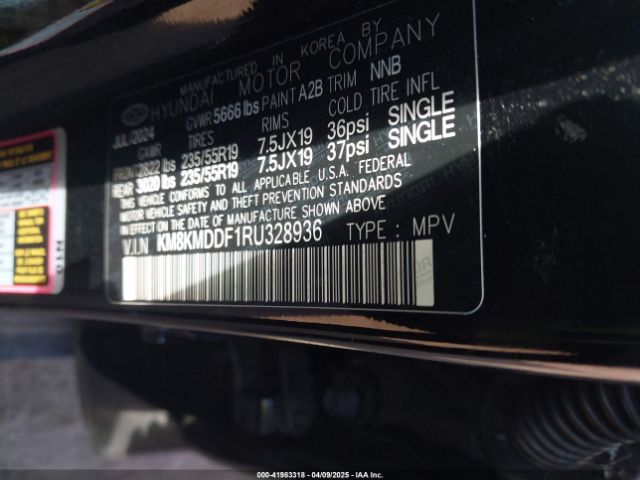 MANUFACTURED IN KOREA BY
HYUNDAI MOTOR COMPANY
JUL/2024 GVWR 5666 lbs PAINT A2B TRIM NNB
GAWR TIRES RIMS COLD TIRE INFL
FRONT 2822 lbs 235/55R19 7.5JX19 36psi SINGLE
REAR 3020 lbs 235/55R19 7.5JX19 37psi SINGLE
THIS VEHICLE CONFORMS TO ALL APPLICABLE U.S.A. FEDERAL
MOTOR VEHICLE SAFETY AND THEFT PREVENTION STANDARDS
IN EFFECT ON THE DATE OF MANUFACTURE SHOWN ABOVE.
V.I.N KM8KMDDF1RU328936 TYPE : MPV
00-41983318 | 04/09/2025 - IAA Inc.